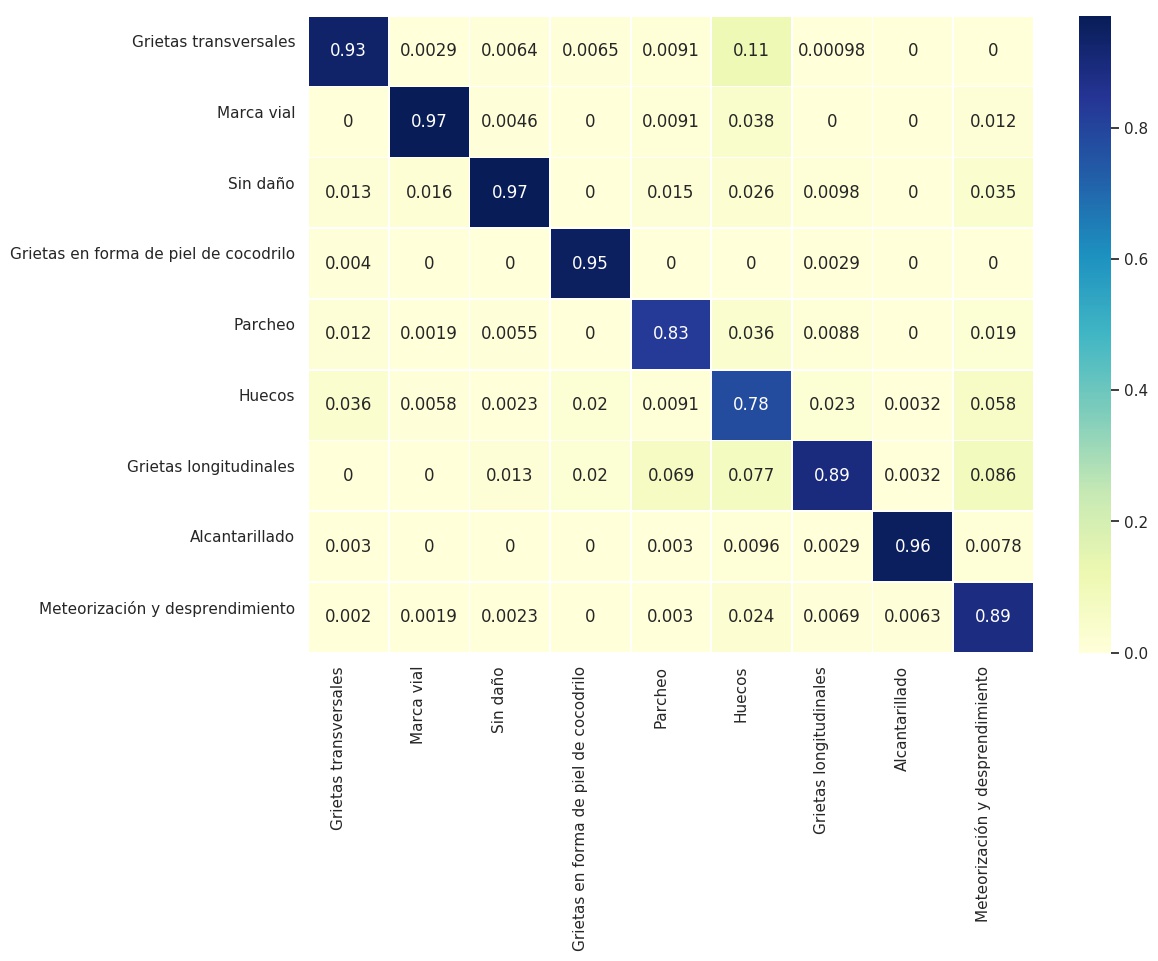 Grietas transversales 0.93 0.0029 0.0064 0.0065 0.0091 0.11 0.00098 0 0
Marca vial 0 0.97 0.0046 0 0.0091 0.038 0 0 0.012
0.8
Sin daño 0.013 0.016 0.97 0 0.015 0.026 0.0098 0 0.035
Grietas en forma de piel de cocodrilo 0.004 0 0 0.95 0 0 0.0029 0 0
0.6
Parcheo 0.012 0.0019 0.0055 0 0.83 0.036 0.0088 0 0.019
0.4
Huecos 0.036 0.0058 0.0023 0.02 0.0091 0.78 0.023 0.0032 0.058
Grietas longitudinales 0 0 0.013 0.02 0.069 0.077 0.89 0.0032 0.086
0.2
Alcantarillado 0.003 0 0 0 0.003 0.0096 0.0029 0.96 0.0078
Meteorización y desprendimiento 0.002 0.0019 0.0023 0 0.003 0.024 0.0069 0.0063 0.89
0.0
Grietas transversales
Marca vial
Sin daño
Grietas en forma de piel de cocodrilo
Parcheo
Huecos
Grietas longitudinales
Alcantarillado
Meteorización y desprendimiento